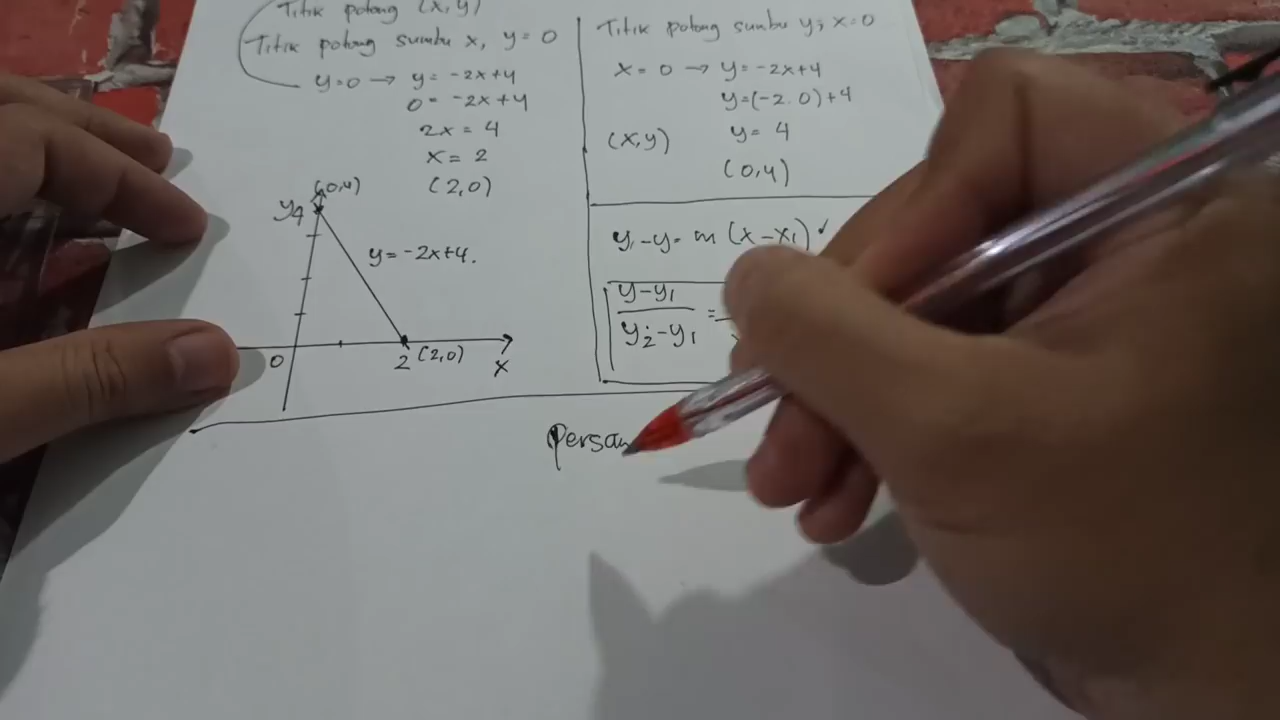 Titik potong (x, y)
Titik potong sumbu x, y = 0
y=0 → y = -2x+4
0 = -2x+4
2x = 4
x = 2
(2,0)
(0,4)
y
4
y = -2x+4.
0
2
(2,0)
x
Titik potong sumbu y; x=0
x = 0 → y = -2x+4
y=(-2.0)+4
(x,y)
y = 4
(0,4)
y1-y= m (x-x1) ✓
y-y1
=
y2-y1
Persam